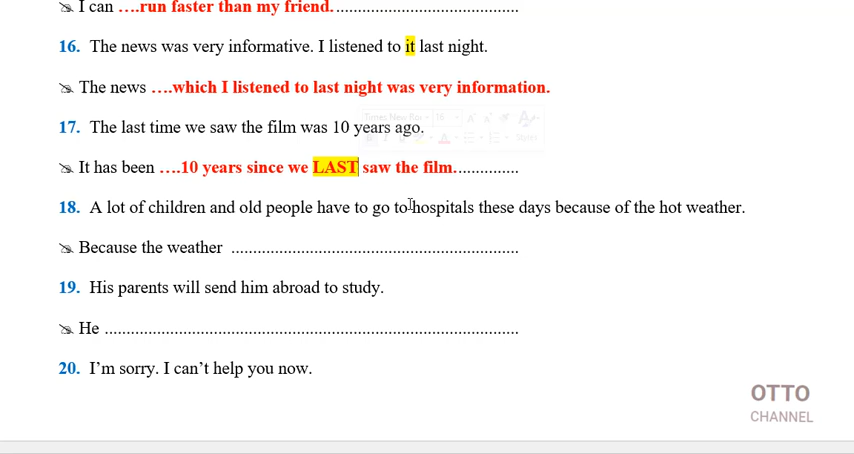 I can ….run faster than my friend...........................................
16. The news was very informative. I listened to it last night.
The news ….which I listened to last night was very information.
17. The last time we saw the film was 10 years ago.
It has been ….10 years since we LAST saw the film...............
18. A lot of children and old people have to go to hospitals these days because of the hot weather.
Because the weather ..................................................................
19. His parents will send him abroad to study.
He ...............................................................................................
20. I’m sorry. I can’t help you now.
OTTO
CHANNEL